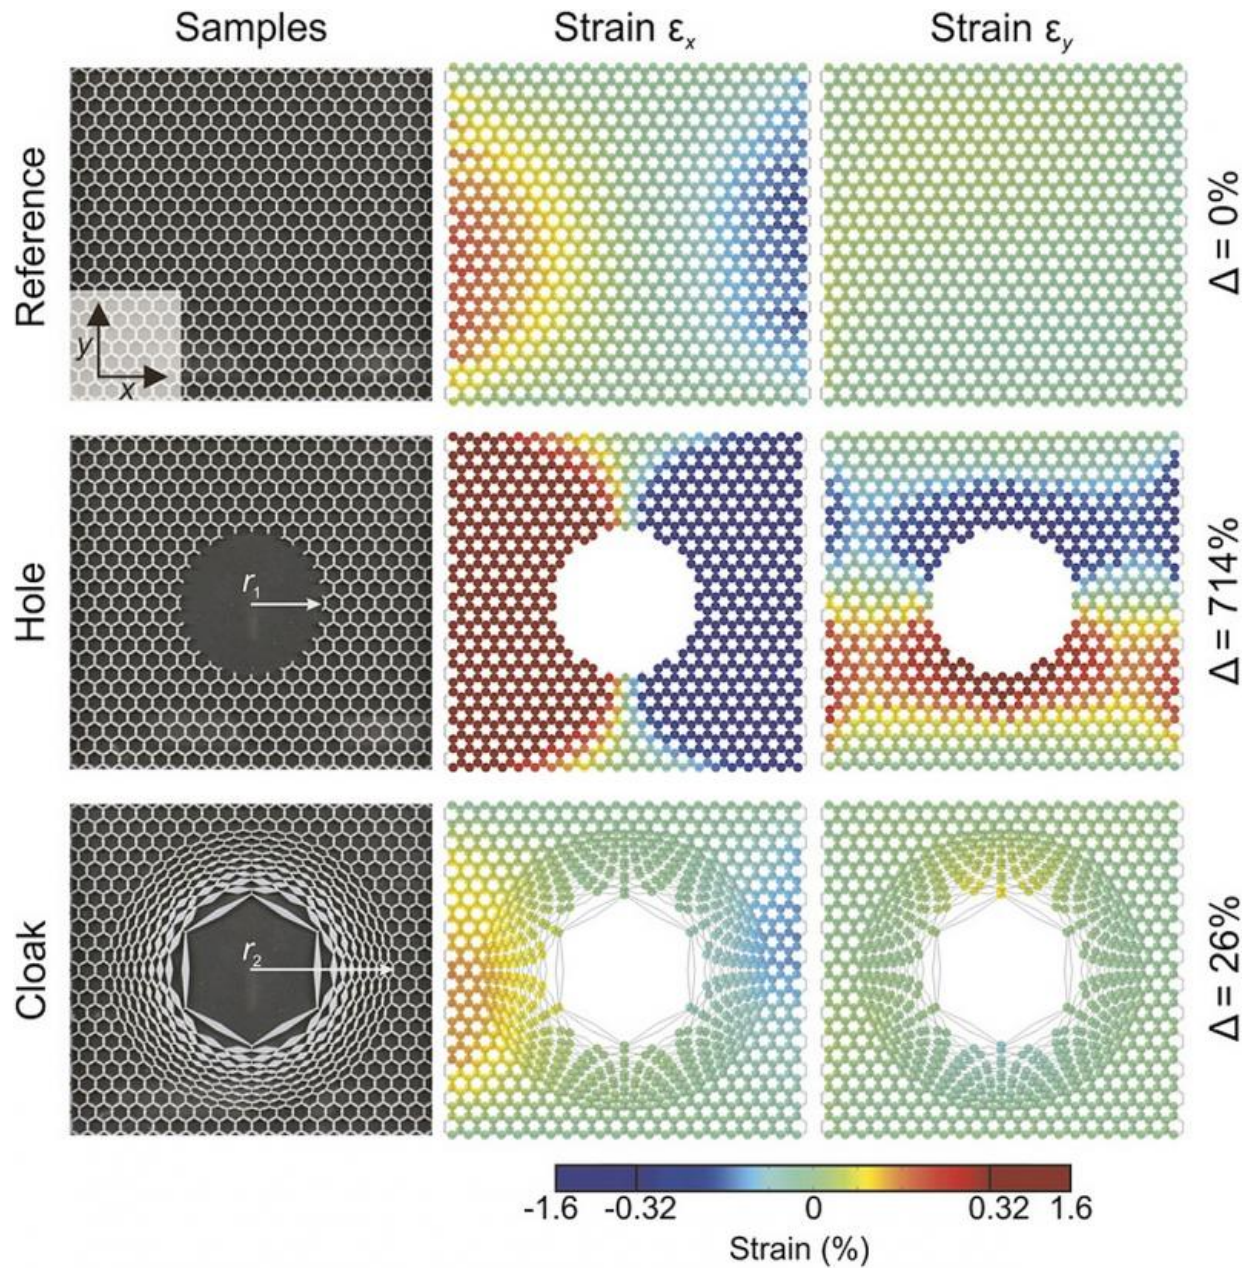 Samples
Strain εx
Strain εy
Reference
y
x
Δ = 0%
Hole
r1
Δ = 714%
Cloak
r2
Δ = 26%
-1.6 -0.32 0 0.32 1.6
Strain (%)